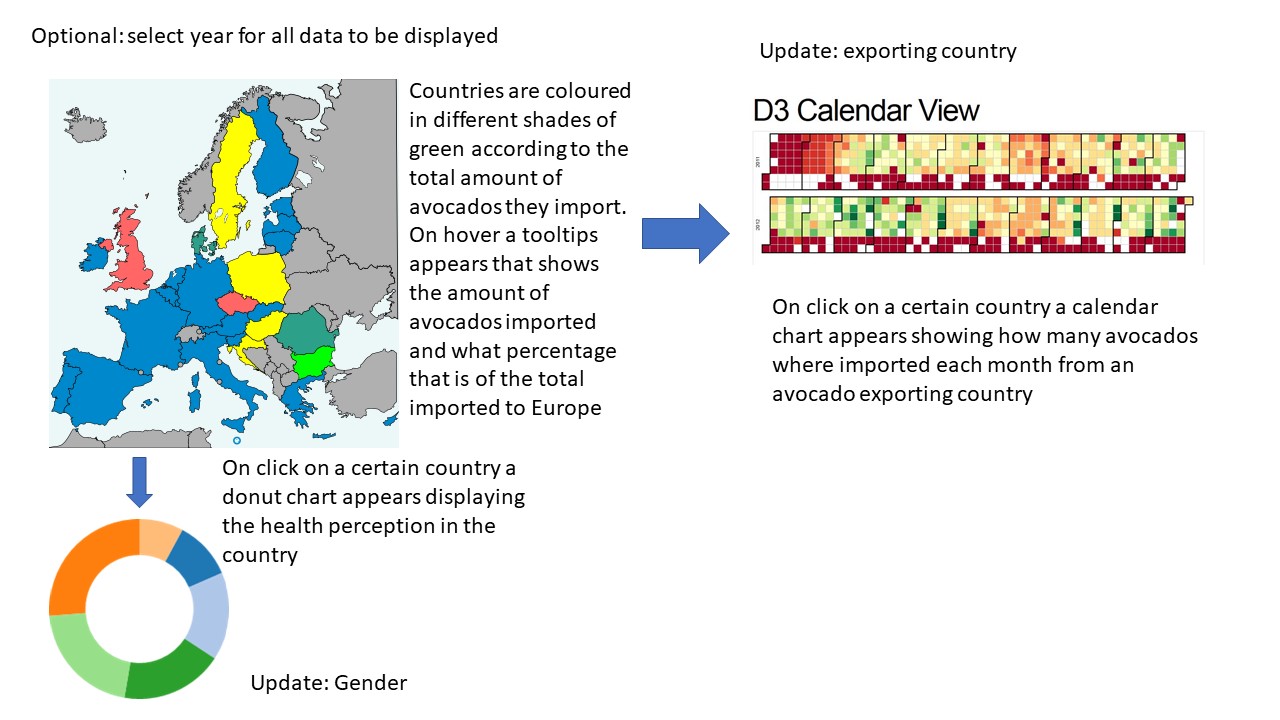 Optional: select year for all data to be displayed
Countries are coloured
in different shades of
green according to the
total amount of
avocados they import.
On hover a tooltips
appears that shows
the amount of
avocados imported
and what percentage
that is of the total
imported to Europe
Update: exporting country
D3 Calendar View
2011
2012
On click on a certain country a calendar
chart appears showing how many avocados
where imported each month from an
avocado exporting country
On click on a certain country a
donut chart appears displaying
the health perception in the
country
Update: Gender